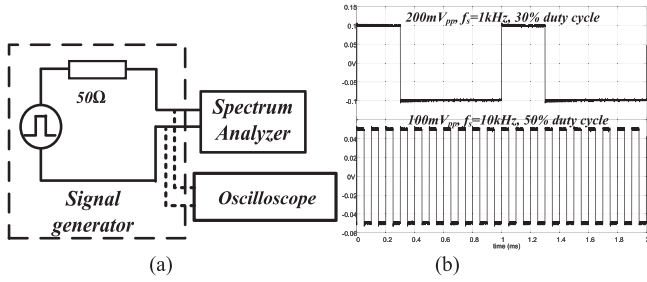 50Ω
Spectrum
Analyzer
Signal
generator
Oscilloscope
(a)
200mVpp, fs=1kHz, 30% duty cycle
0.15
0.1
0.05
0V
-0.05
-0.1
100mVpp, fs=10kHz, 50% duty cycle
0.04
0.02
0V
-0.02
-0.04
-0.06
0 0.2 0.4 0.6 0.8 1 1.2 1.4 1.6 1.8 2
time (ms)
(b)